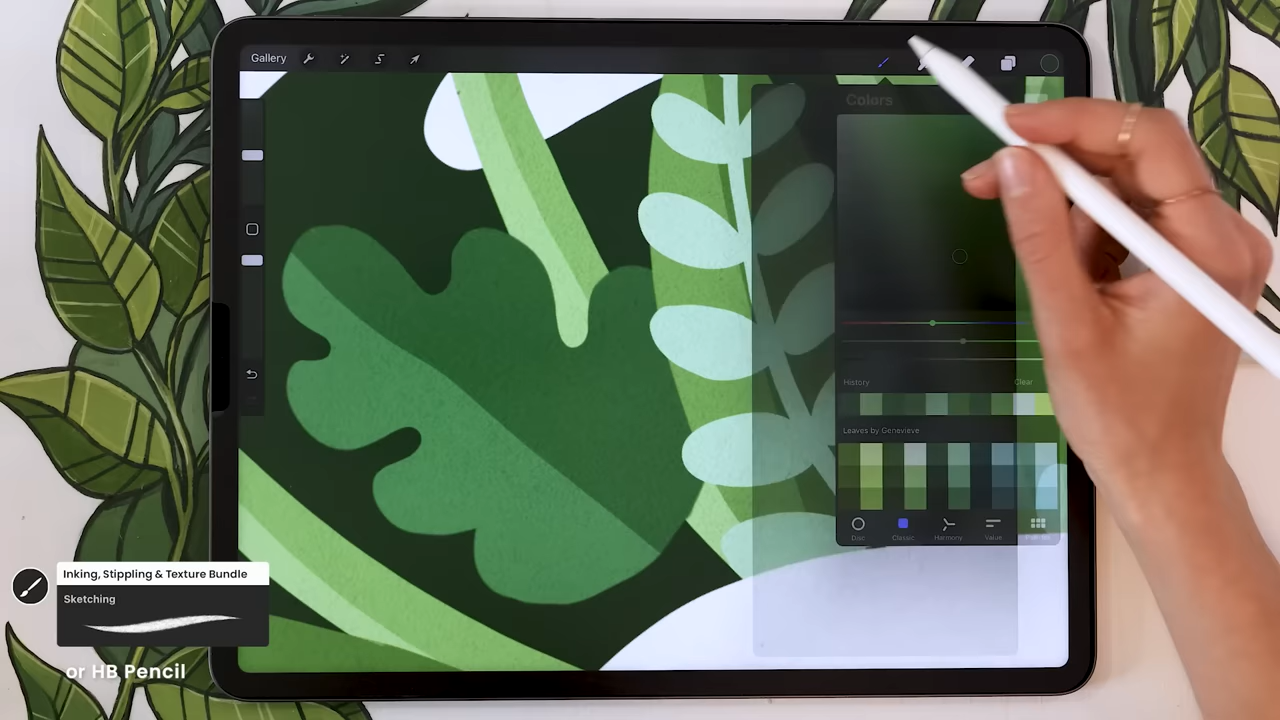 Gallery
Colors
History
Clear
Leaves by Genevieve
Disc
Classic
Harmony
Value
Inking, Stippling & Texture Bundle
Sketching
or HB Pencil